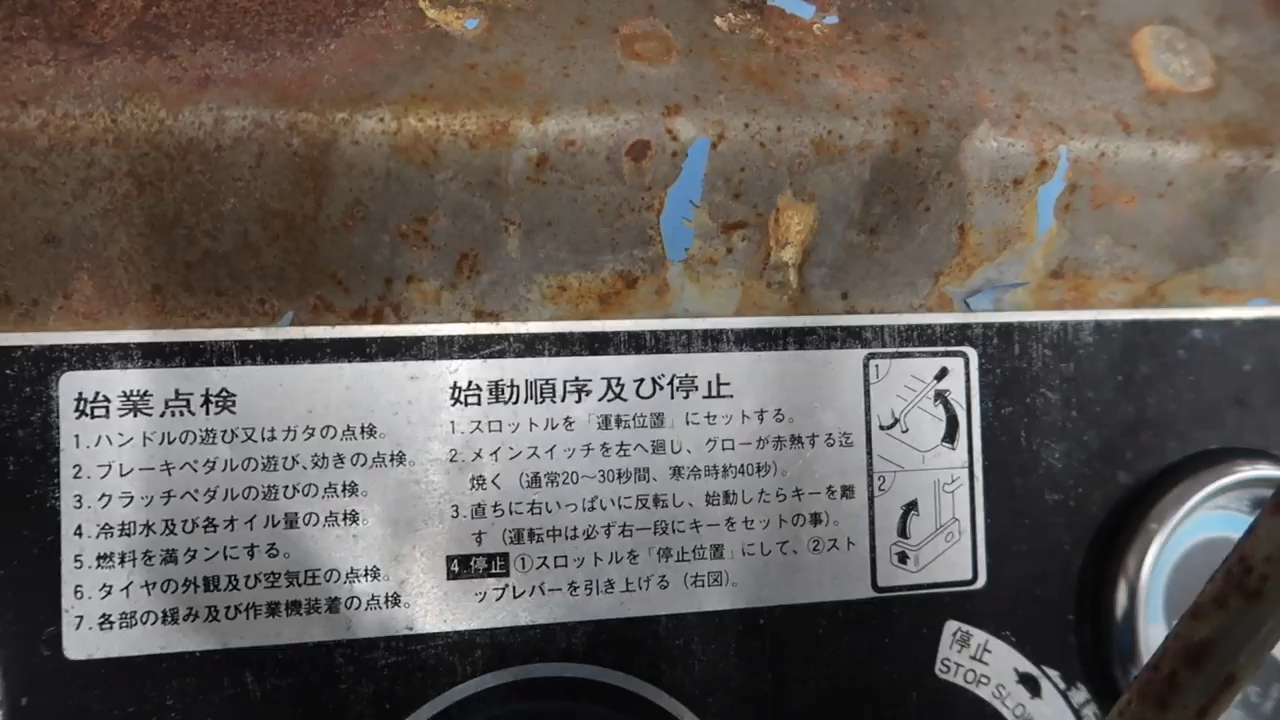 始業点検
1.ハンドルの遊び又はガタの点検。
2.ブレーキペダルの遊び、効きの点検。
3.クラッチペダルの遊びの点検。
4.冷却水及び各オイル量の点検。
5.燃料を満タンにする。
6.タイヤの外観及び空気圧の点検。
7.各部の緩み及び作業機装着の点検。
始動順序及び停止
1.スロットルを「運転位置」にセットする。
2.メインスイッチを左へ廻し、グローが赤熱する迄
焼く（通常20〜30秒間、寒冷時約40秒）。
3.直ちに右いっぱいに反転し、始動したらキーを離
す（運転中は必ず右一段にキーをセットの事）。
4.停止 ①スロットルを「停止位置」にして、②スト
ップレバーを引き上げる（右図）。
1
2
停止
STOP SLOW